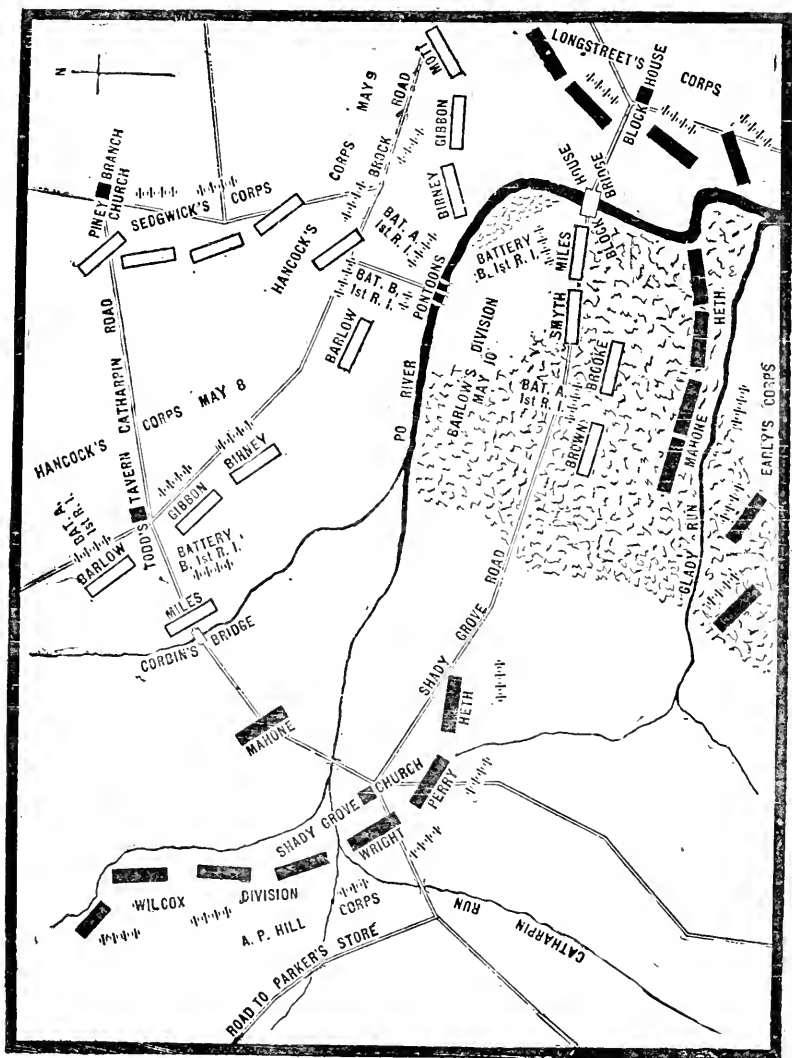 N
PINEY BRANCH
CHURCH
SEDGWICK'S CORPS
CATHARPIN ROAD
HANCOCK'S CORPS MAY 9
BROCK ROAD
MOTT
GIBBON
BIRNEY
BAT. A
1st R. I.
BAT. B,
1st R. I.
BARLOW
PONTOONS
LONGSTREET'S CORPS
BLOCK HOUSE
BLOCK HOUSE BRIDGE
HANCOCK'S CORPS MAY 8
BAT. A
1st R. I.
BARLOW
TODD'S TAVERN
GIBBON
BIRNEY
BATTERY
B, 1st R. I.
MILES
CORBIN'S BRIDGE
PO RIVER
BATTERY
B, 1st R. I.
BARLOW'S DIVISION
MAY 10
BAT. A
1st R. I.
MILES
SMYTH
BROOKE
BROWN
HETH
MAHONE
GLADY RUN
EARLY'S CORPS
SHADY GROVE ROAD
MAHONE
HETH
SHADY GROVE CHURCH
PERRY
WRIGHT
WILCOX DIVISION
A. P. HILL CORPS
CATHARPIN RUN
ROAD TO PARKER'S STORE